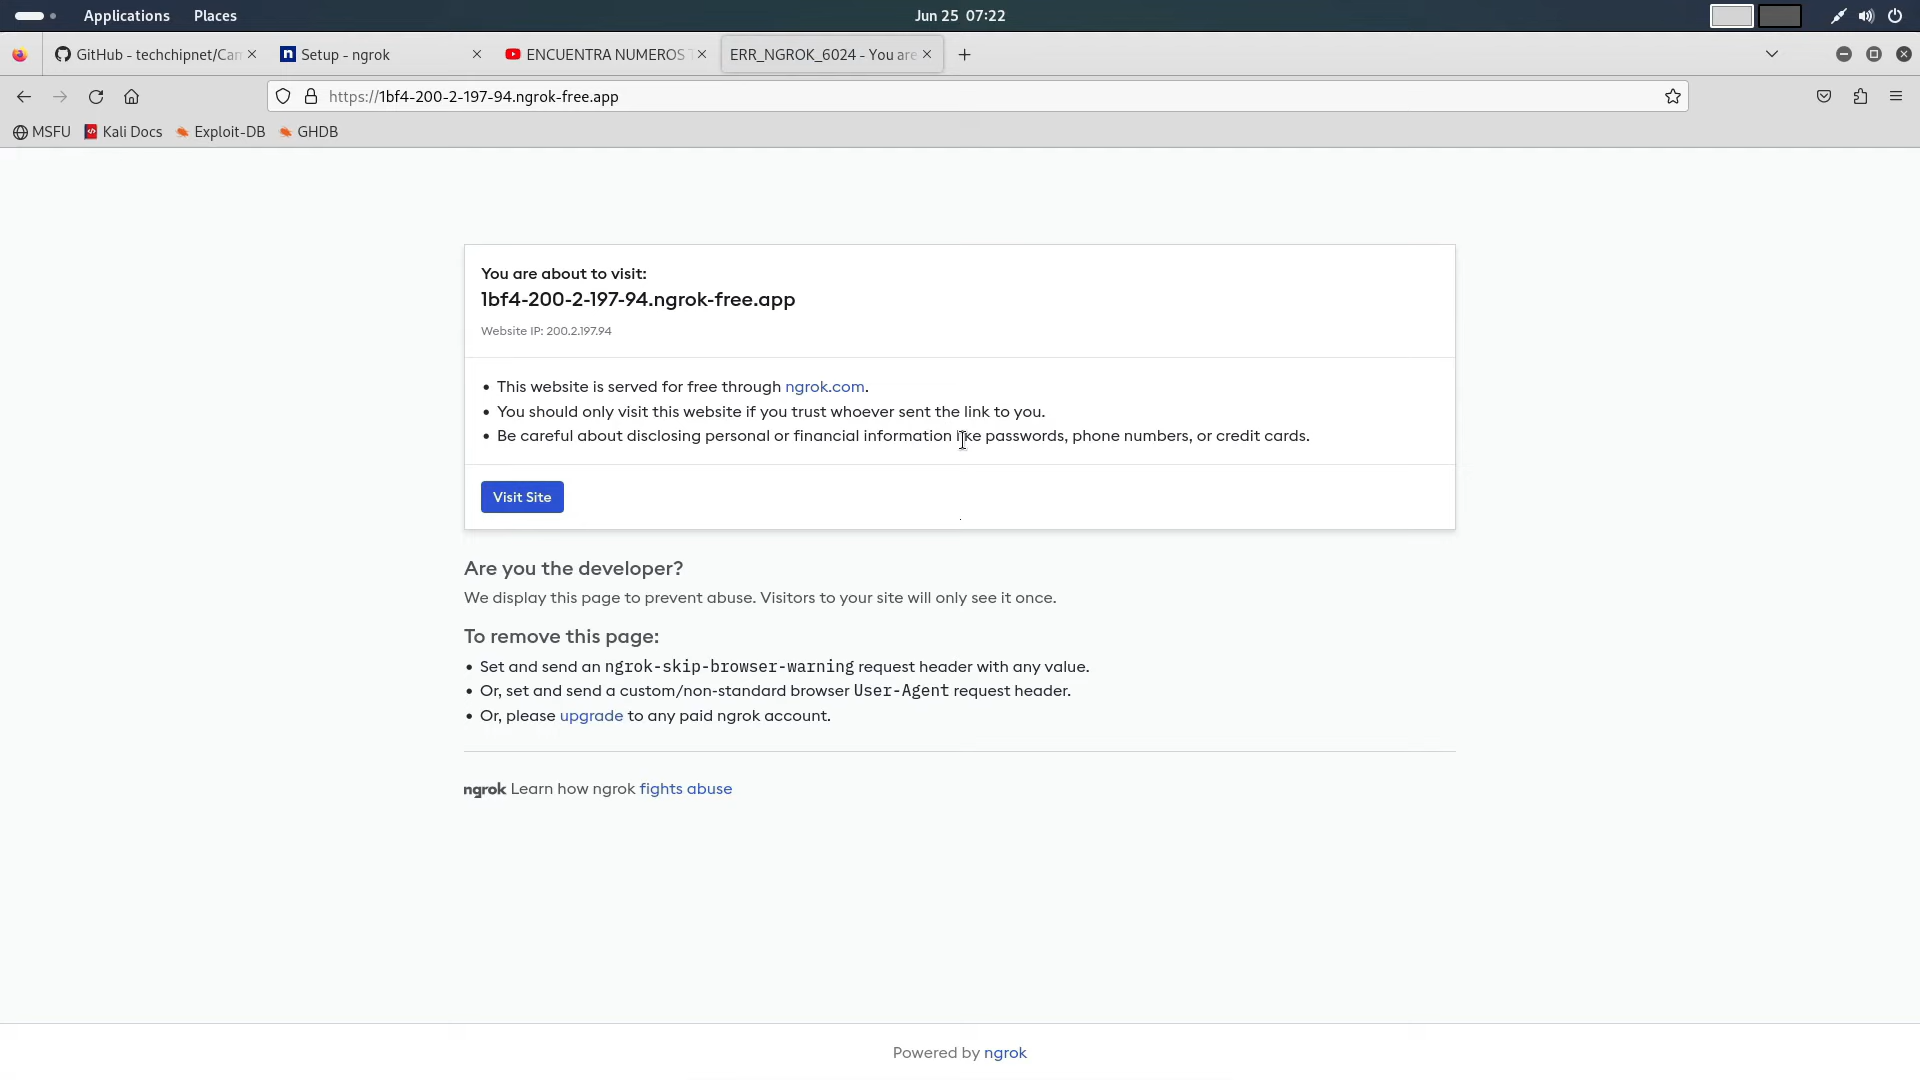 Applications Places Jun 25 07:22
GitHub - techchipnet/Cam Setup - ngrok ENCUENTRA NUMEROS T ERR_NGROK_6024 - You are
https://1bf4-200-2-197-94.ngrok-free.app
MSFU Kali Docs Exploit-DB GHDB
You are about to visit:
1bf4-200-2-197-94.ngrok-free.app
Website IP: 200.2.197.94
• This website is served for free through ngrok.com.
• You should only visit this website if you trust whoever sent the link to you.
• Be careful about disclosing personal or financial information like passwords, phone numbers, or credit cards.
Visit Site
Are you the developer?
We display this page to prevent abuse. Visitors to your site will only see it once.
To remove this page:
• Set and send an ngrok-skip-browser-warning request header with any value.
• Or, set and send a custom/non-standard browser User-Agent request header.
• Or, please upgrade to any paid ngrok account.
ngrok Learn how ngrok fights abuse
Powered by ngrok